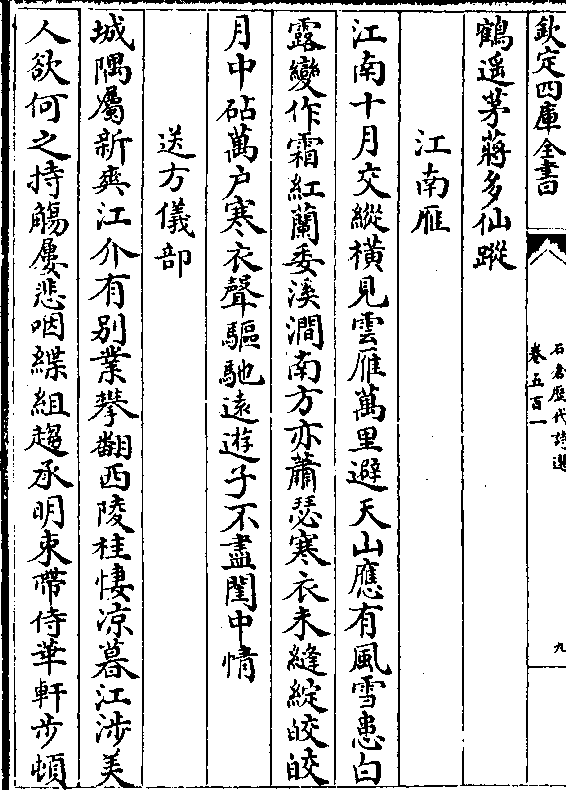 欽定四庫全書
石倉歷代詩選
卷五百一
九
鶴遥茅蔣多仙蹤
江南雁
江南十月交縱橫見雲雁萬里避天山應有風雪患白
露變作霜紅蘭委溪澗南方亦蕭瑟寒衣未縫綻皎皎
月中砧萬户寒衣聲驅馳遠遊子不盡閨中情
送方儀部
城隅屬新爽江介有别業攀翻西陵桂悽凉暮江涉美
人欲何之持觴屢悲咽緤組趨承明束帶侍華軒步頓